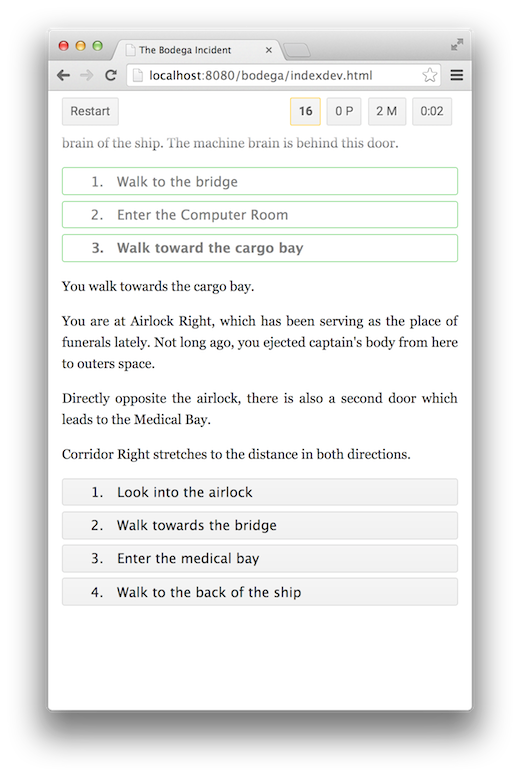 The Bodega Incident
localhost:8080/bodega/indexdev.html
Restart 16 0 P 2 M 0:02
brain of the ship. The machine brain is behind this door.
1. Walk to the bridge
2. Enter the Computer Room
3. Walk toward the cargo bay
You walk towards the cargo bay.
You are at Airlock Right, which has been serving as the place of
funerals lately. Not long ago, you ejected captain's body from here
to outers space.
Directly opposite the airlock, there is also a second door which
leads to the Medical Bay.
Corridor Right stretches to the distance in both directions.
1. Look into the airlock
2. Walk towards the bridge
3. Enter the medical bay
4. Walk to the back of the ship